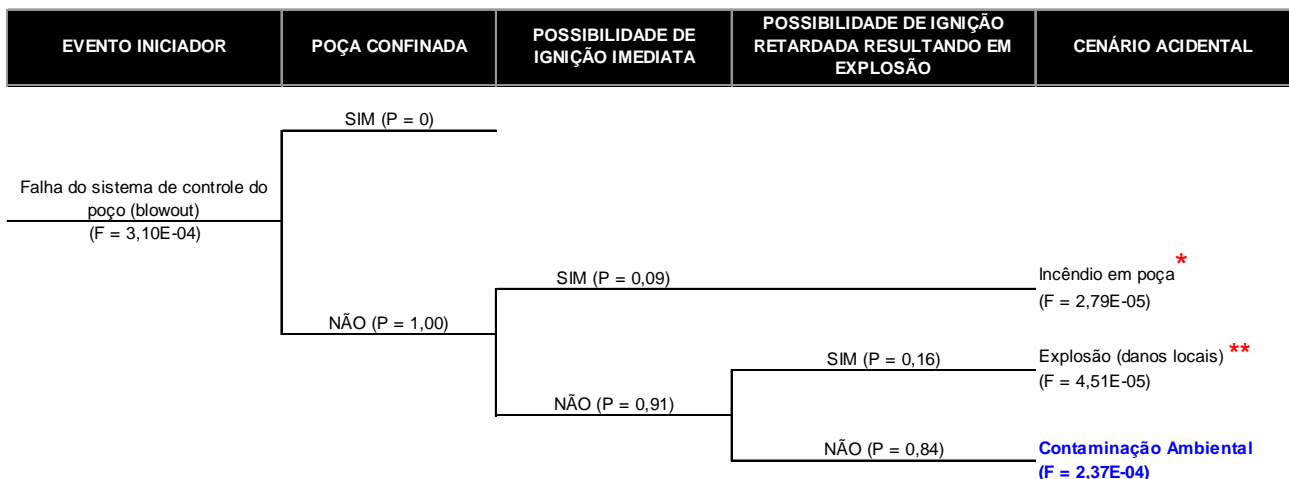 EVENTO INICIADOR
POÇA CONFINADA
POSSIBILIDADE DE
IGNIÇÃO IMEDIATA
POSSIBILIDADE DE IGNIÇÃO
RETARDADA RESULTANDO EM
EXPLOSÃO
CENÁRIO ACIDENTAL
SIM (P = 0)
Falha do sistema de controle do
poço (blowout)
(F = 3,10E-04)
SIM (P = 0,09)
Incêndio em poça *
(F = 2,79E-05)
NÃO (P = 1,00)
SIM (P = 0,16)
Explosão (danos locais) **
(F = 4,51E-05)
NÃO (P = 0,91)
NÃO (P = 0,84)
Contaminação Ambiental
(F = 2,37E-04)